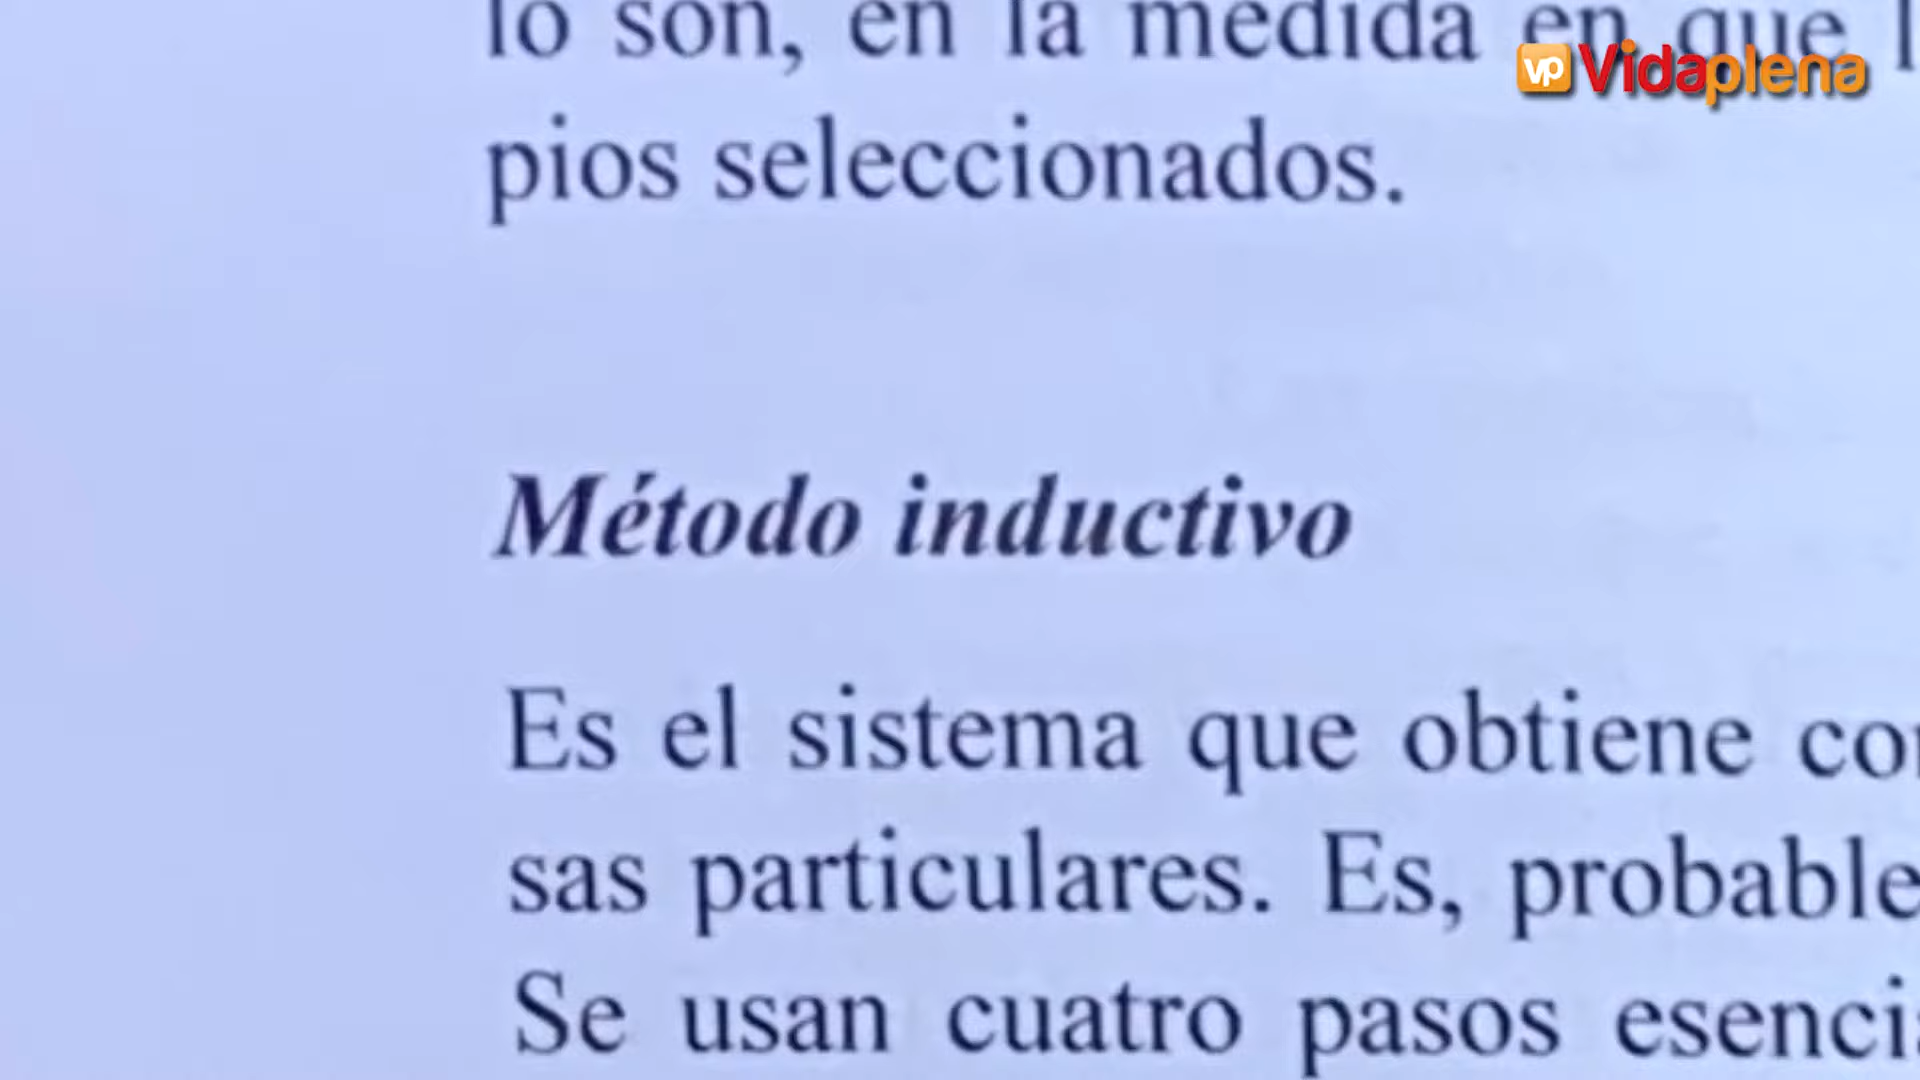 lo son, en la medida en que l
vp Vidaplena
pios seleccionados.
Método inductivo
Es el sistema que obtiene co
sas particulares. Es, probable
Se usan cuatro pasos esenci